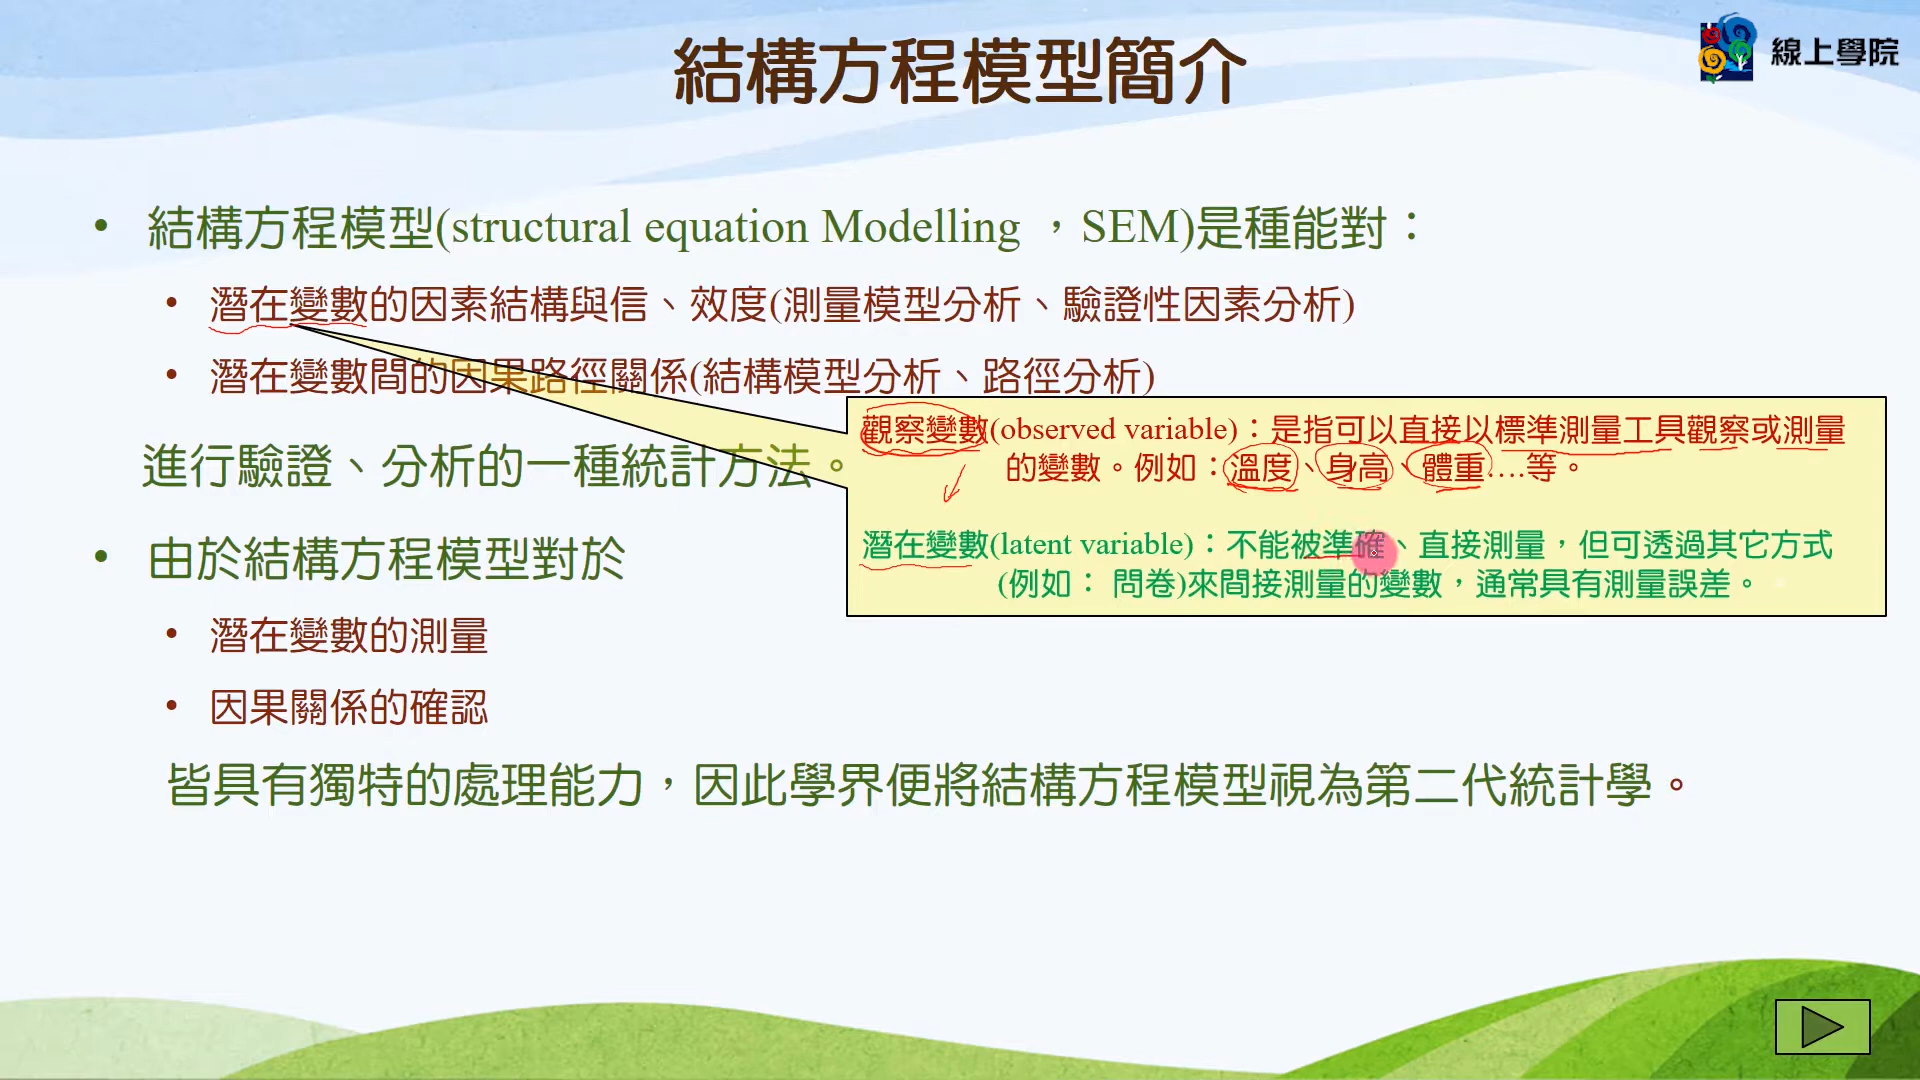 結構方程模型簡介
線上學院
• 結構方程模型(structural equation Modelling ，SEM)是種能對：
• 潛在變數的因素結構與信、效度(測量模型分析、驗證性因素分析)
• 潛在變數間的因果路徑關係(結構模型分析、路徑分析)
進行驗證、分析的一種統計方法。
觀察變數(observed variable)：是指可以直接以標準測量工具觀察或測量
的變數。例如：溫度、身高、體重….等。
潛在變數(latent variable)：不能被準確、直接測量，但可透過其它方式
(例如： 問卷)來間接測量的變數，通常具有測量誤差。
• 由於結構方程模型對於
• 潛在變數的測量
• 因果關係的確認
皆具有獨特的處理能力，因此學界便將結構方程模型視為第二代統計學。